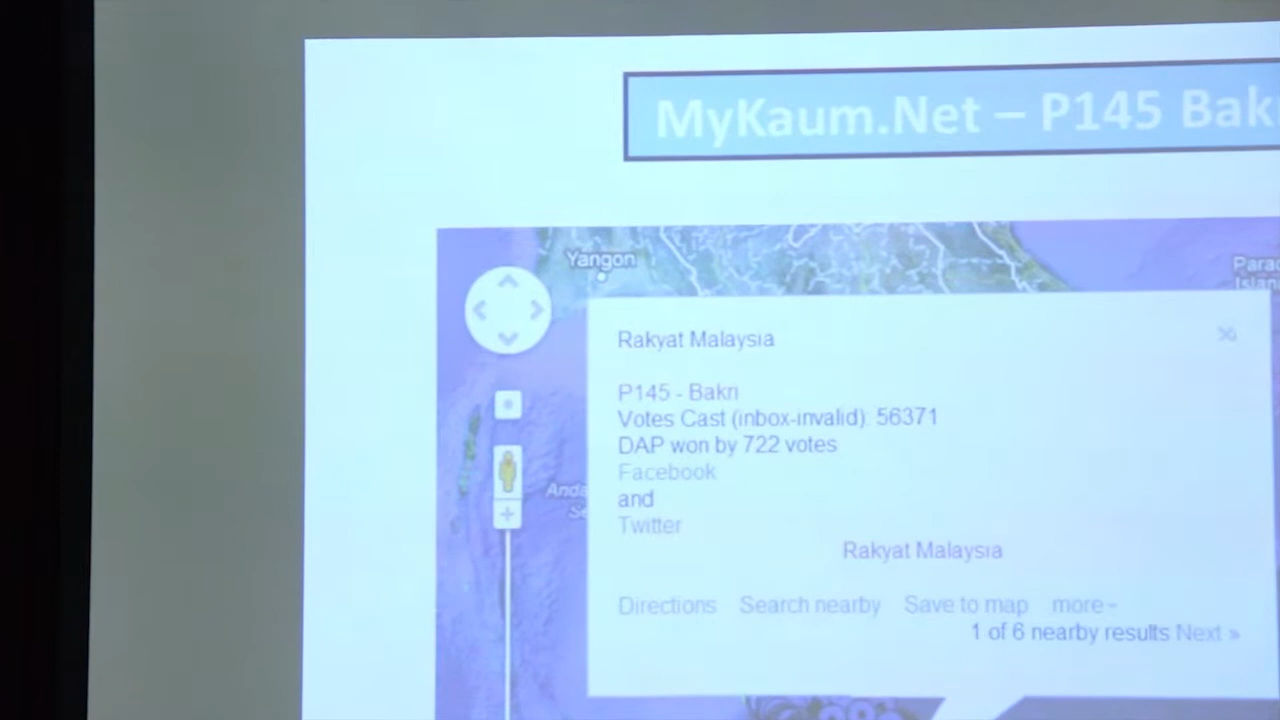 MyKaum.Net – P145 Bak
Yangon
Rakyat Malaysia
P145 - Bakri
Votes Cast (inbox-invalid): 56371
DAP won by 722 votes
Facebook
and
Twitter
Rakyat Malaysia
Directions Search nearby Save to map more
1 of 6 nearby results Next »